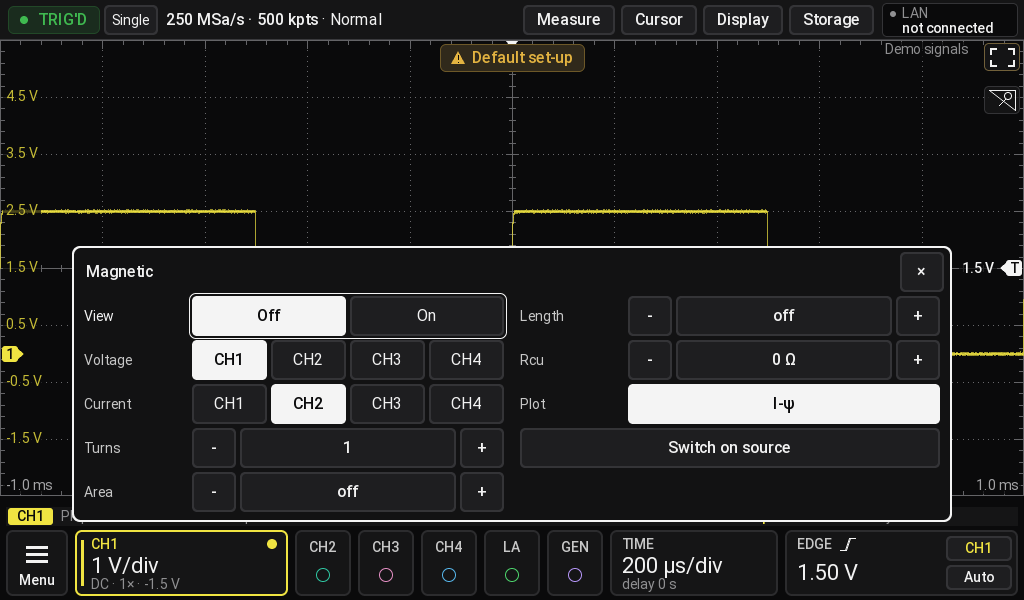 TRIG'D
Single
250 MSa/s · 500 kpts · Normal
Measure
Cursor
Display
Storage
LAN
not connected
Demo signals
Default set-up
4.5 V
3.5 V
2.5 V
1.5 V
0.5 V
-0.5 V
-1.5 V
1
1.5 V
T
-1.0 ms
1.0 ms
Magnetic
×
View
Off
On
Length
-
off
+
Voltage
CH1
CH2
CH3
CH4
Rcu
-
0 Ω
+
Current
CH1
CH2
CH3
CH4
Plot
I-ψ
Turns
-
1
+
Switch on source
Area
-
off
+
CH1
Menu
CH1
1 V/div
DC · 1× · -1.5 V
CH2
CH3
CH4
LA
GEN
TIME
200 µs/div
delay 0 s
EDGE
1.50 V
CH1
Auto